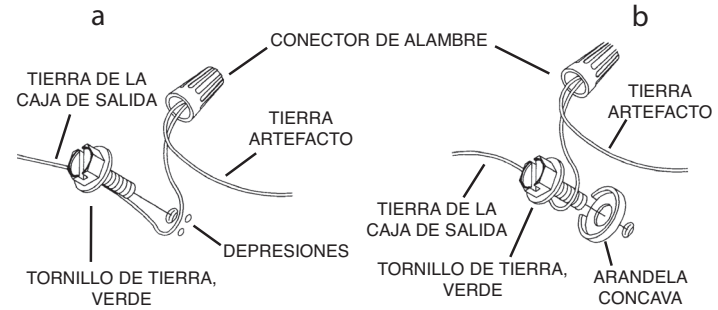 a
b
CONECTOR DE ALAMBRE
TIERRA DE LA
CAJA DE SALIDA
TIERRA
ARTEFACTO
DEPRESIONES
TORNILLO DE TIERRA,
VERDE
TIERRA
ARTEFACTO
TIERRA DE LA
CAJA DE SALIDA
TORNILLO DE TIERRA,
VERDE
ARANDELA
CONCAVA